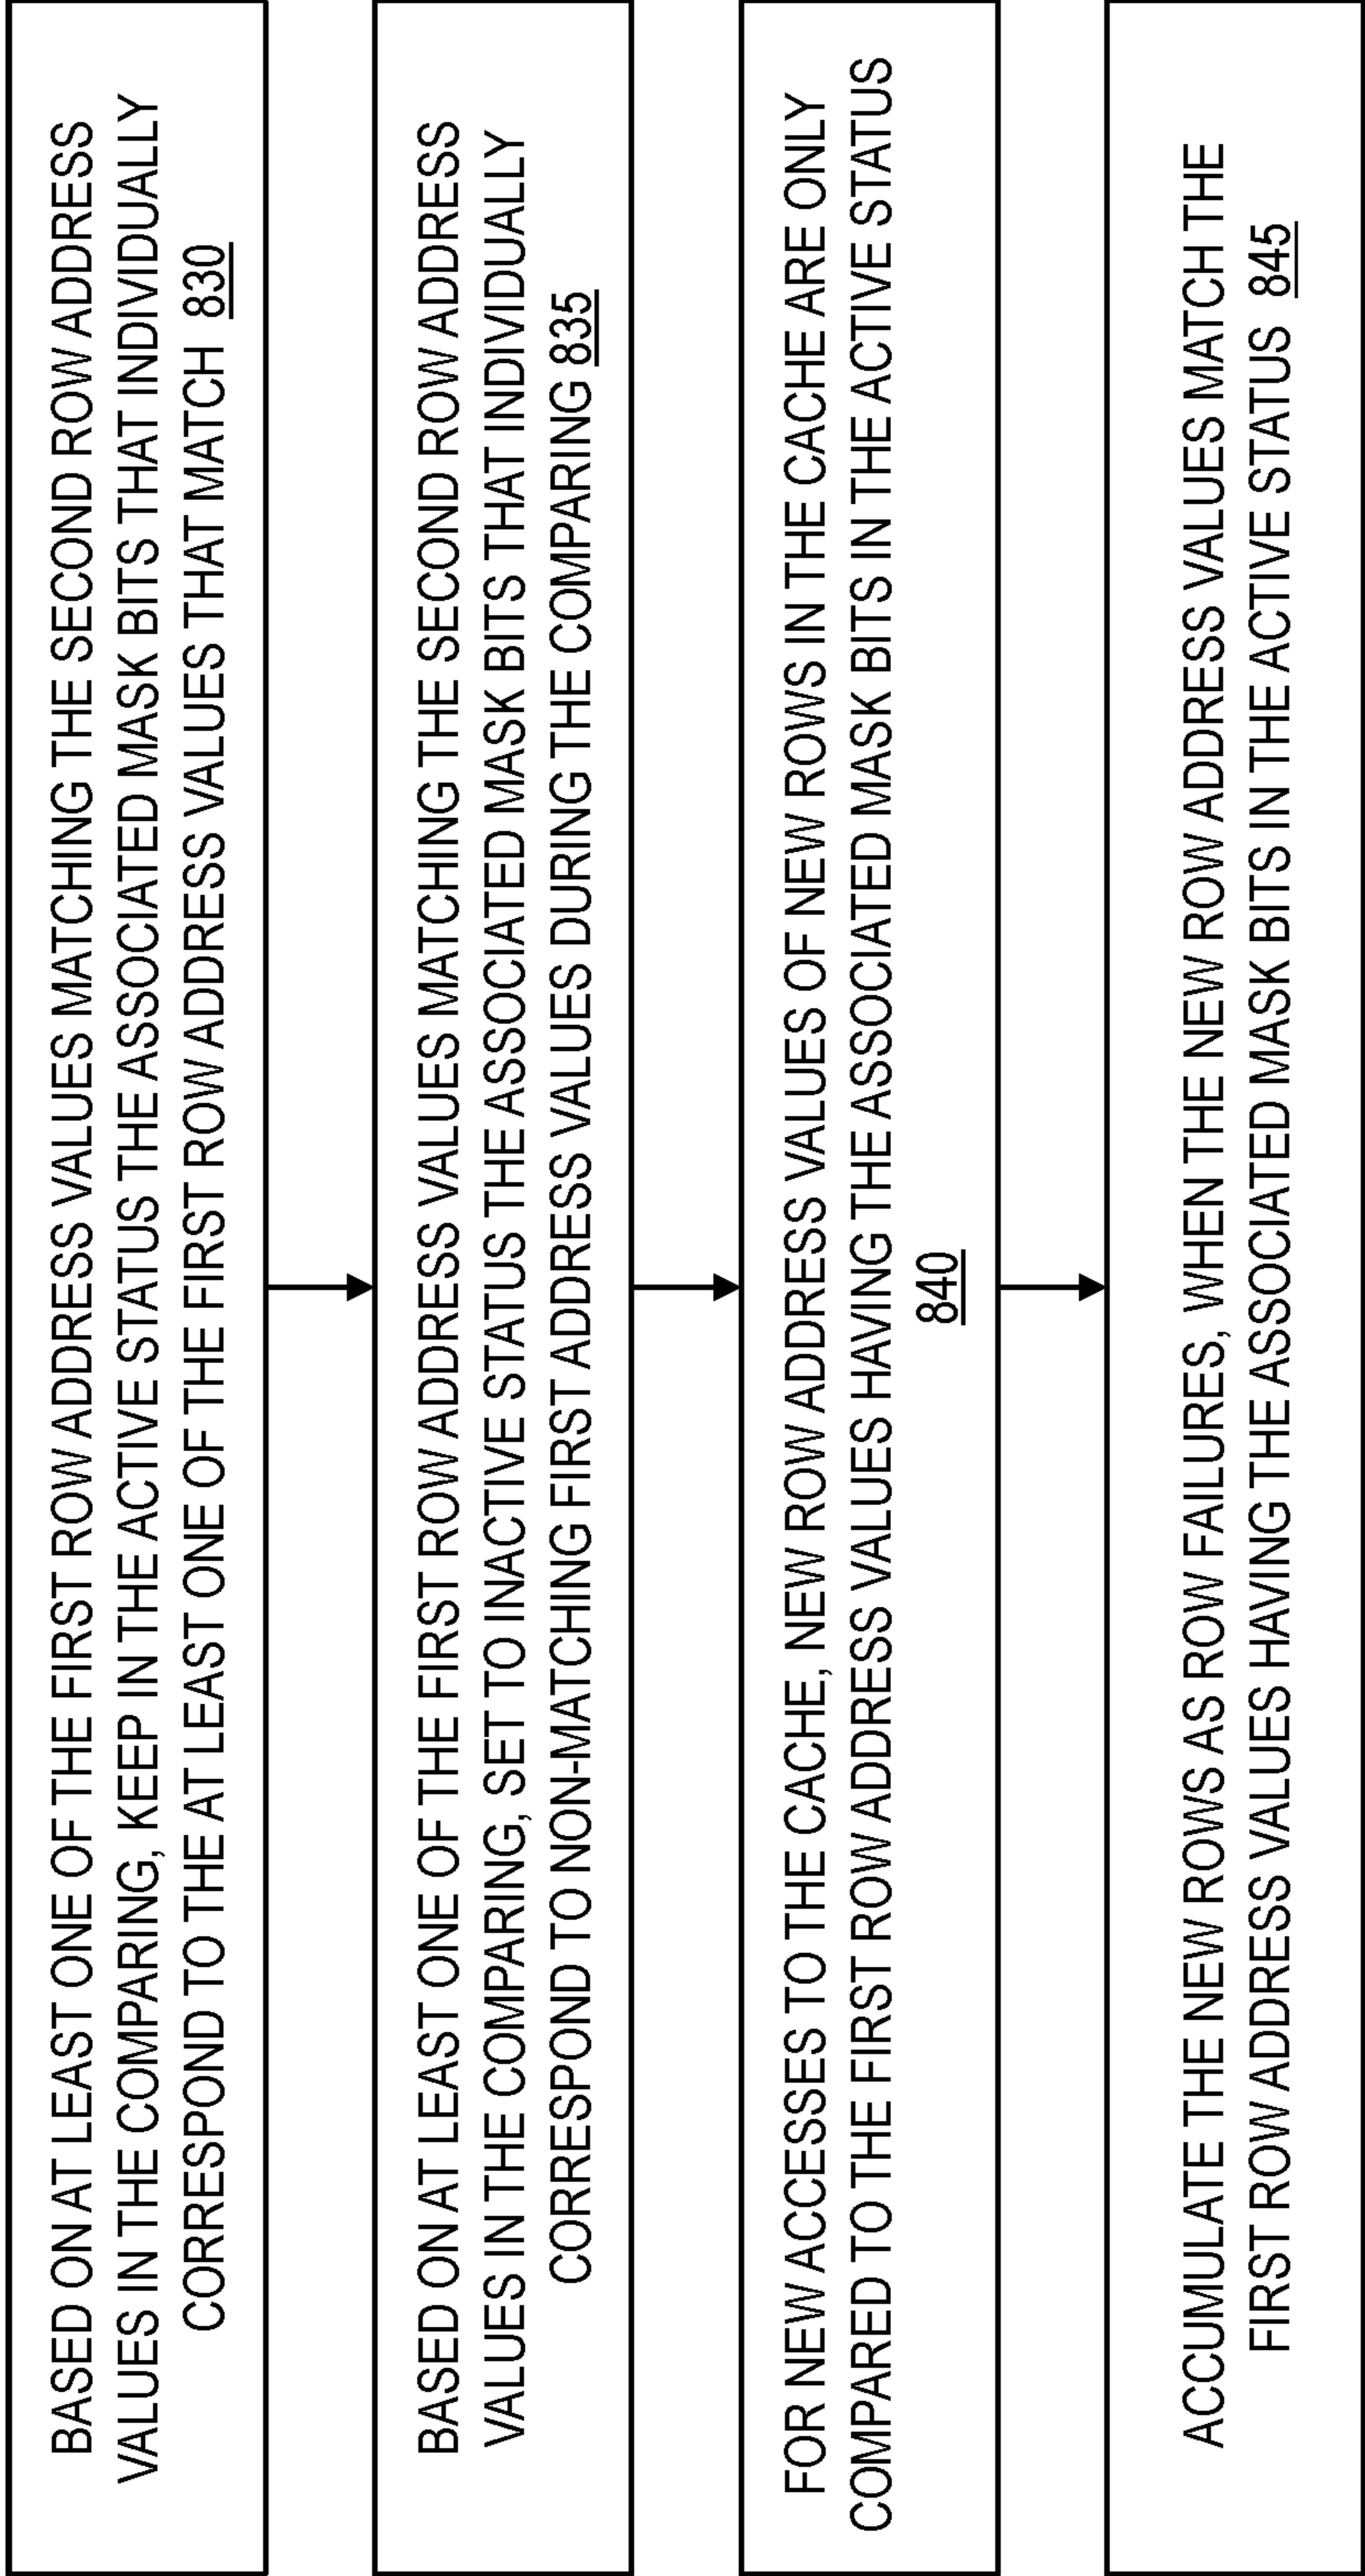 BASED ON AT LEAST ONE OF THE FIRST ROW ADDRESS VALUES MATCHING THE SECOND ROW ADDRESS
VALUES IN THE COMPARING, KEEP IN THE ACTIVE STATUS THE ASSOCIATED MASK BITS THAT INDIVIDUALLY
CORRESPOND TO THE AT LEAST ONE OF THE FIRST ROW ADDRESS VALUES THAT MATCH 830
BASED ON AT LEAST ONE OF THE FIRST ROW ADDRESS VALUES MATCHING THE SECOND ROW ADDRESS
VALUES IN THE COMPARING, SET TO INACTIVE STATUS THE ASSOCIATED MASK BITS THAT INDIVIDUALLY
CORRESPOND TO NON-MATCHING FIRST ADDRESS VALUES DURING THE COMPARING 835
FOR NEW ACCESSES TO THE CACHE, NEW ROW ADDRESS VALUES OF NEW ROWS IN THE CACHE ARE ONLY
COMPARED TO THE FIRST ROW ADDRESS VALUES HAVING THE ASSOCIATED MASK BITS IN THE ACTIVE STATUS
840
ACCUMULATE THE NEW ROWS AS ROW FAILURES, WHEN THE NEW ROW ADDRESS VALUES MATCH THE
FIRST ROW ADDRESS VALUES HAVING THE ASSOCIATED MASK BITS IN THE ACTIVE STATUS 845